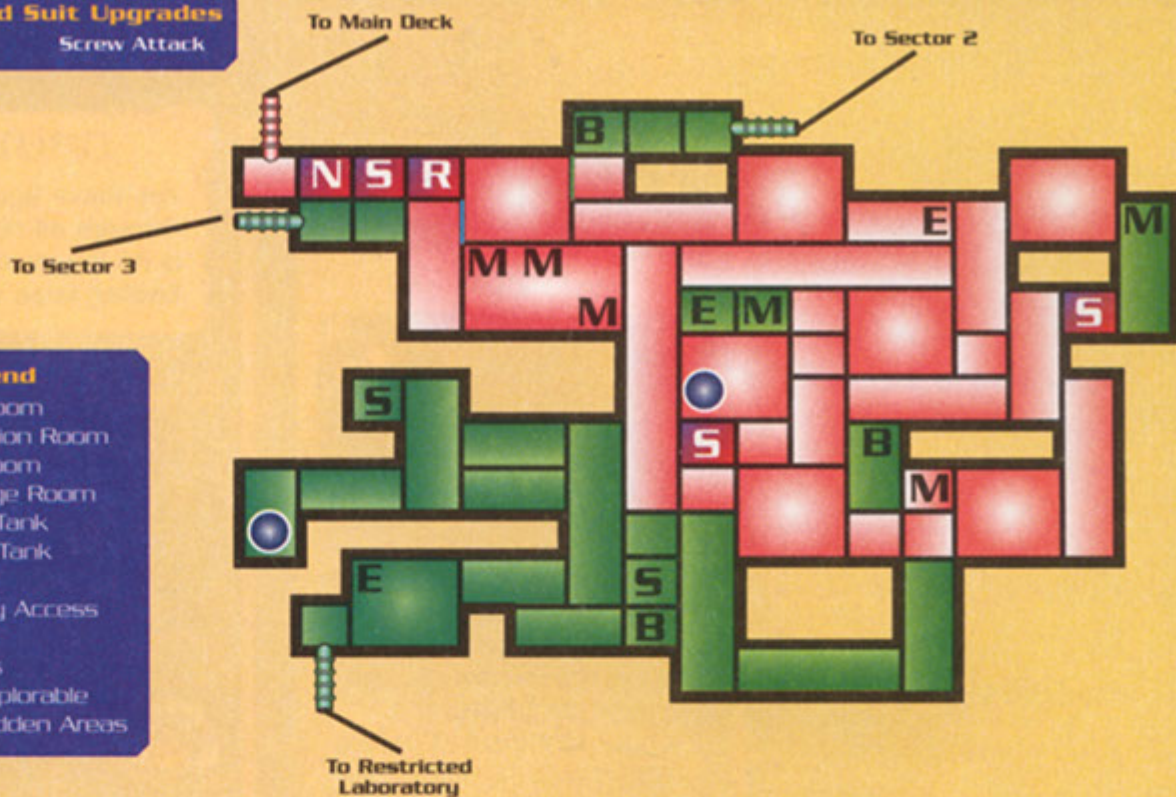 d Suit Upgrades
Screw Attack
To Main Deck
To Sector 2
B
N S R
E
M
To Sector 3
M M
M
E M
S
end
oom
ion Room
oom
ge Room
Tank
Tank
y Access
s
plorable
dden Areas
S
S
B
M
E
S
B
To Restricted
Laboratory